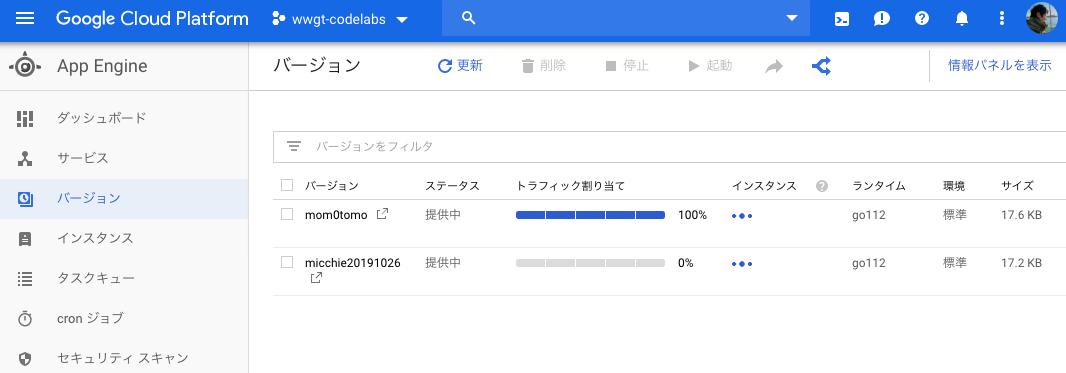 Google Cloud Platform
wwgt-codelabs
App Engine
バージョン
更新
削除
停止
起動
情報パネルを表示
ダッシュボード
サービス
バージョン
インスタンス
タスクキュー
cron ジョブ
セキュリティ スキャン
バージョンをフィルタ
バージョン ステータス トラフィック割り当て インスタンス ランタイム 環境 サイズ
mom0tomo 提供中 100% go112 標準 17.6 KB
micchie20191026 提供中 0% go112 標準 17.2 KB